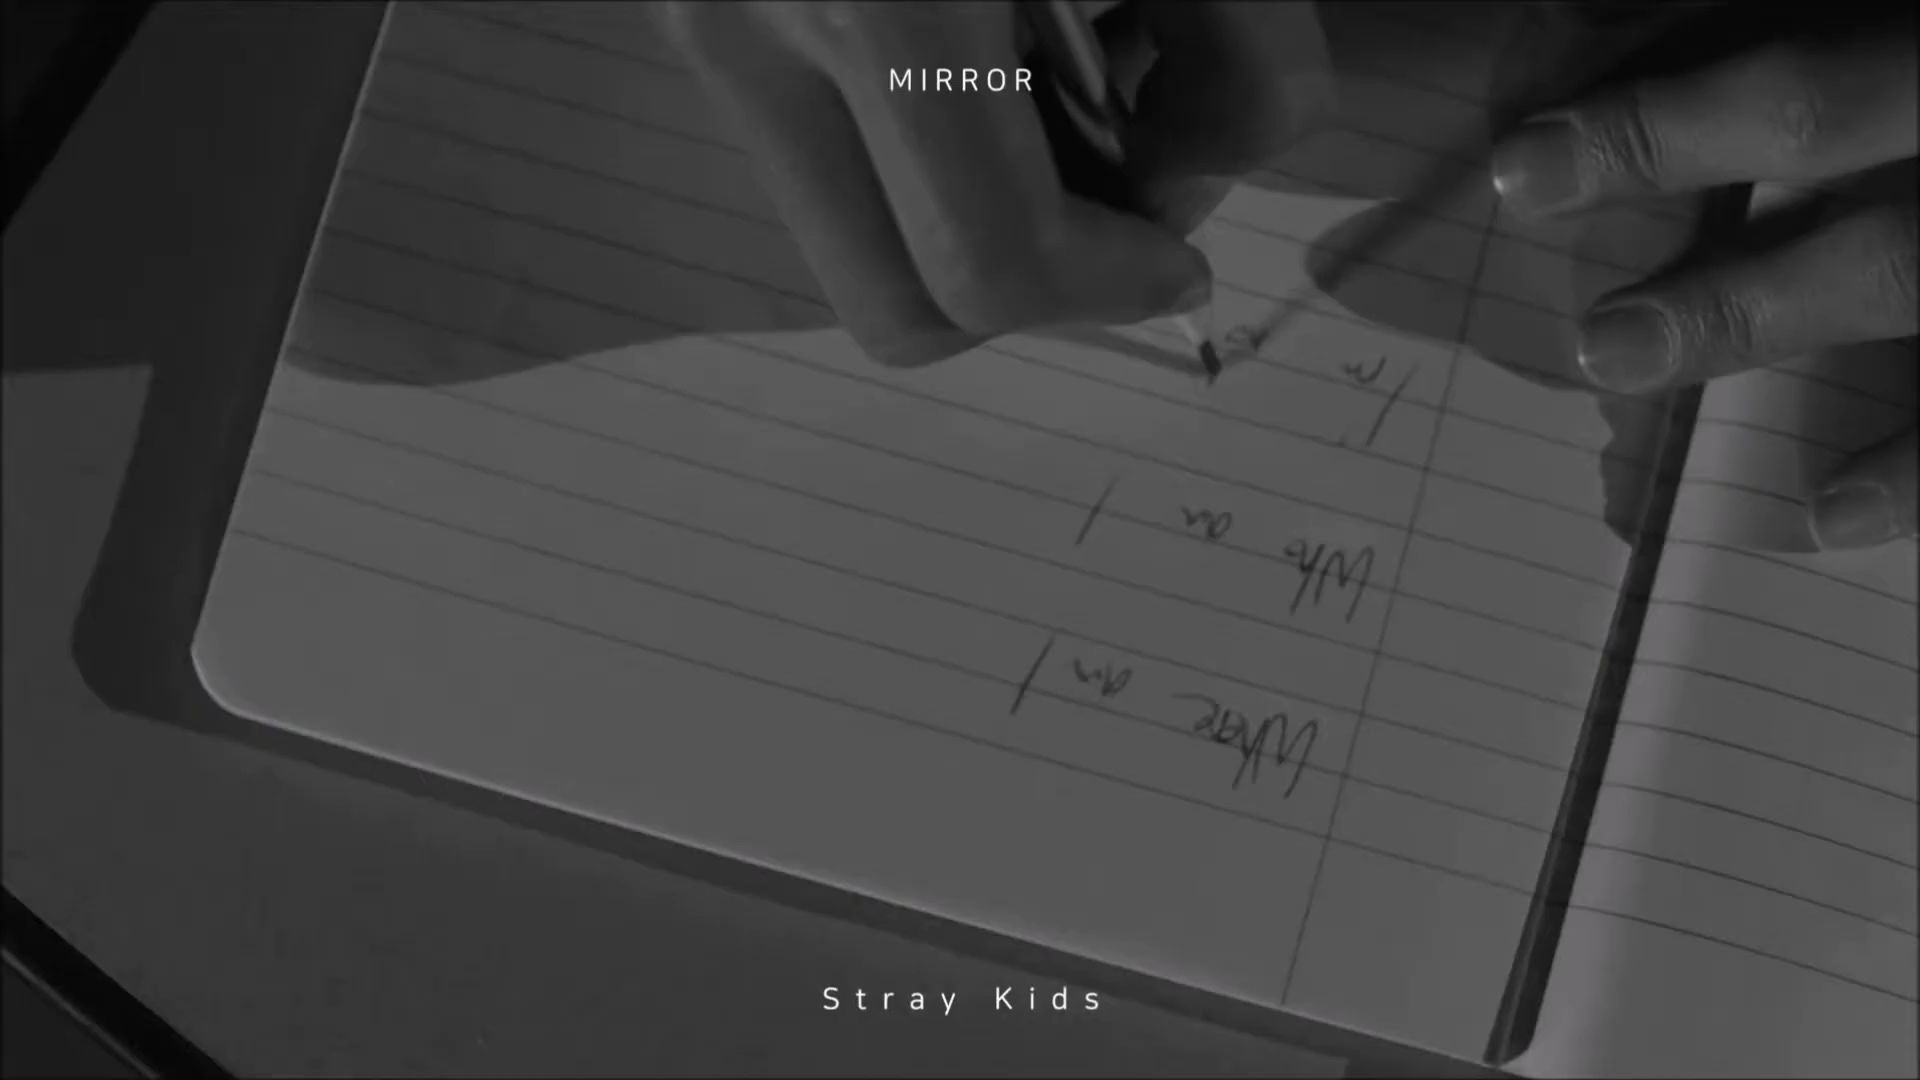 MIRROR
Where am I
Who am I
I'm
Stray Kids